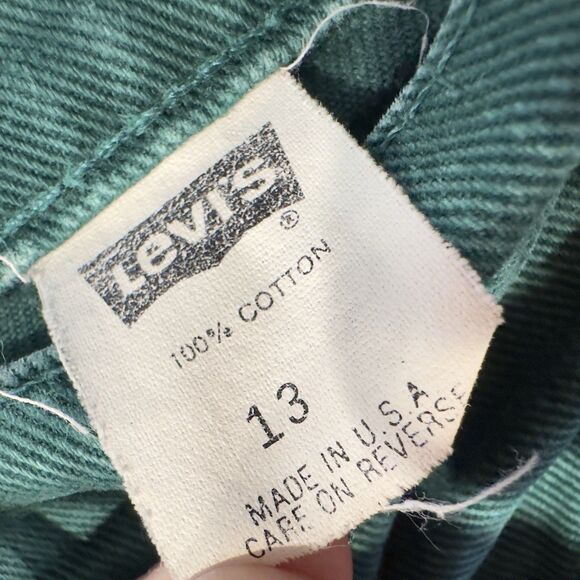 Levi's ®
100% COTTON
13
MADE IN U.S.A
CARE ON REVERSE